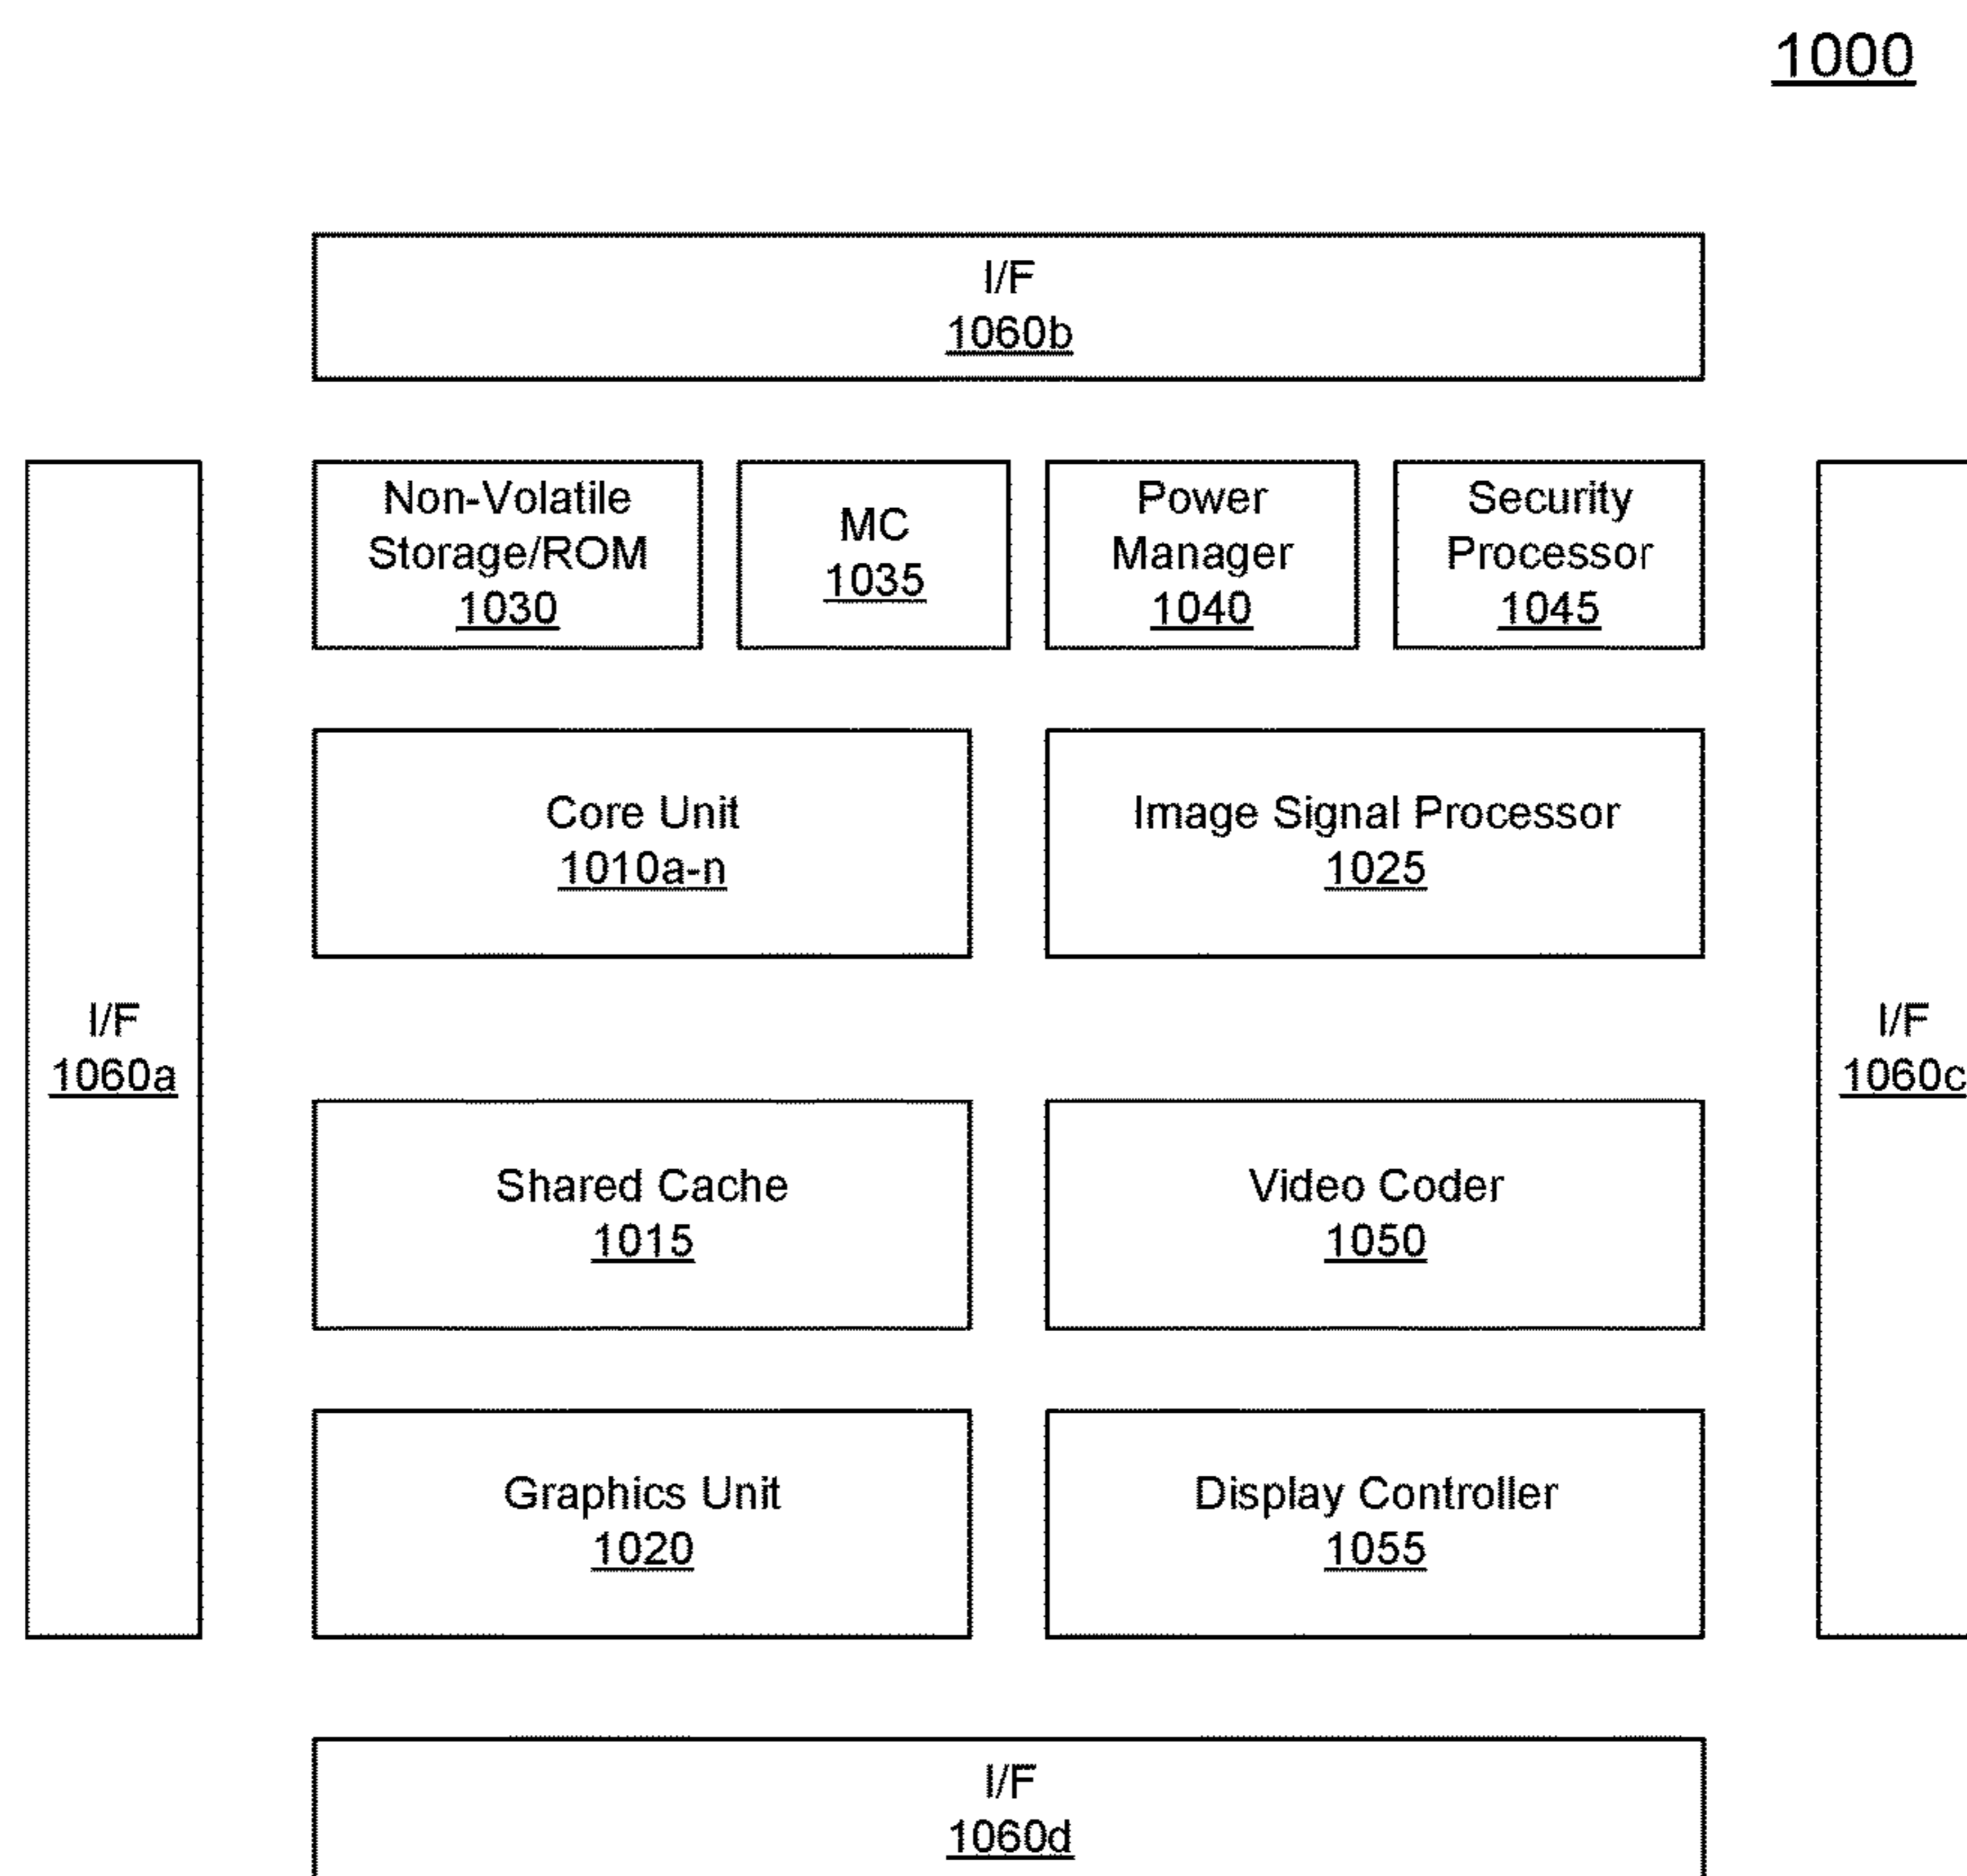 1000
I/F
1060b
Non-Volatile
Storage/ROM
1030
MC
1035
Power
Manager
1040
Security
Processor
1045
Core Unit
1010a-n
Image Signal Processor
1025
I/F
1060a
I/F
1060c
Shared Cache
1015
Video Coder
1050
Graphics Unit
1020
Display Controller
1055
I/F
1060d